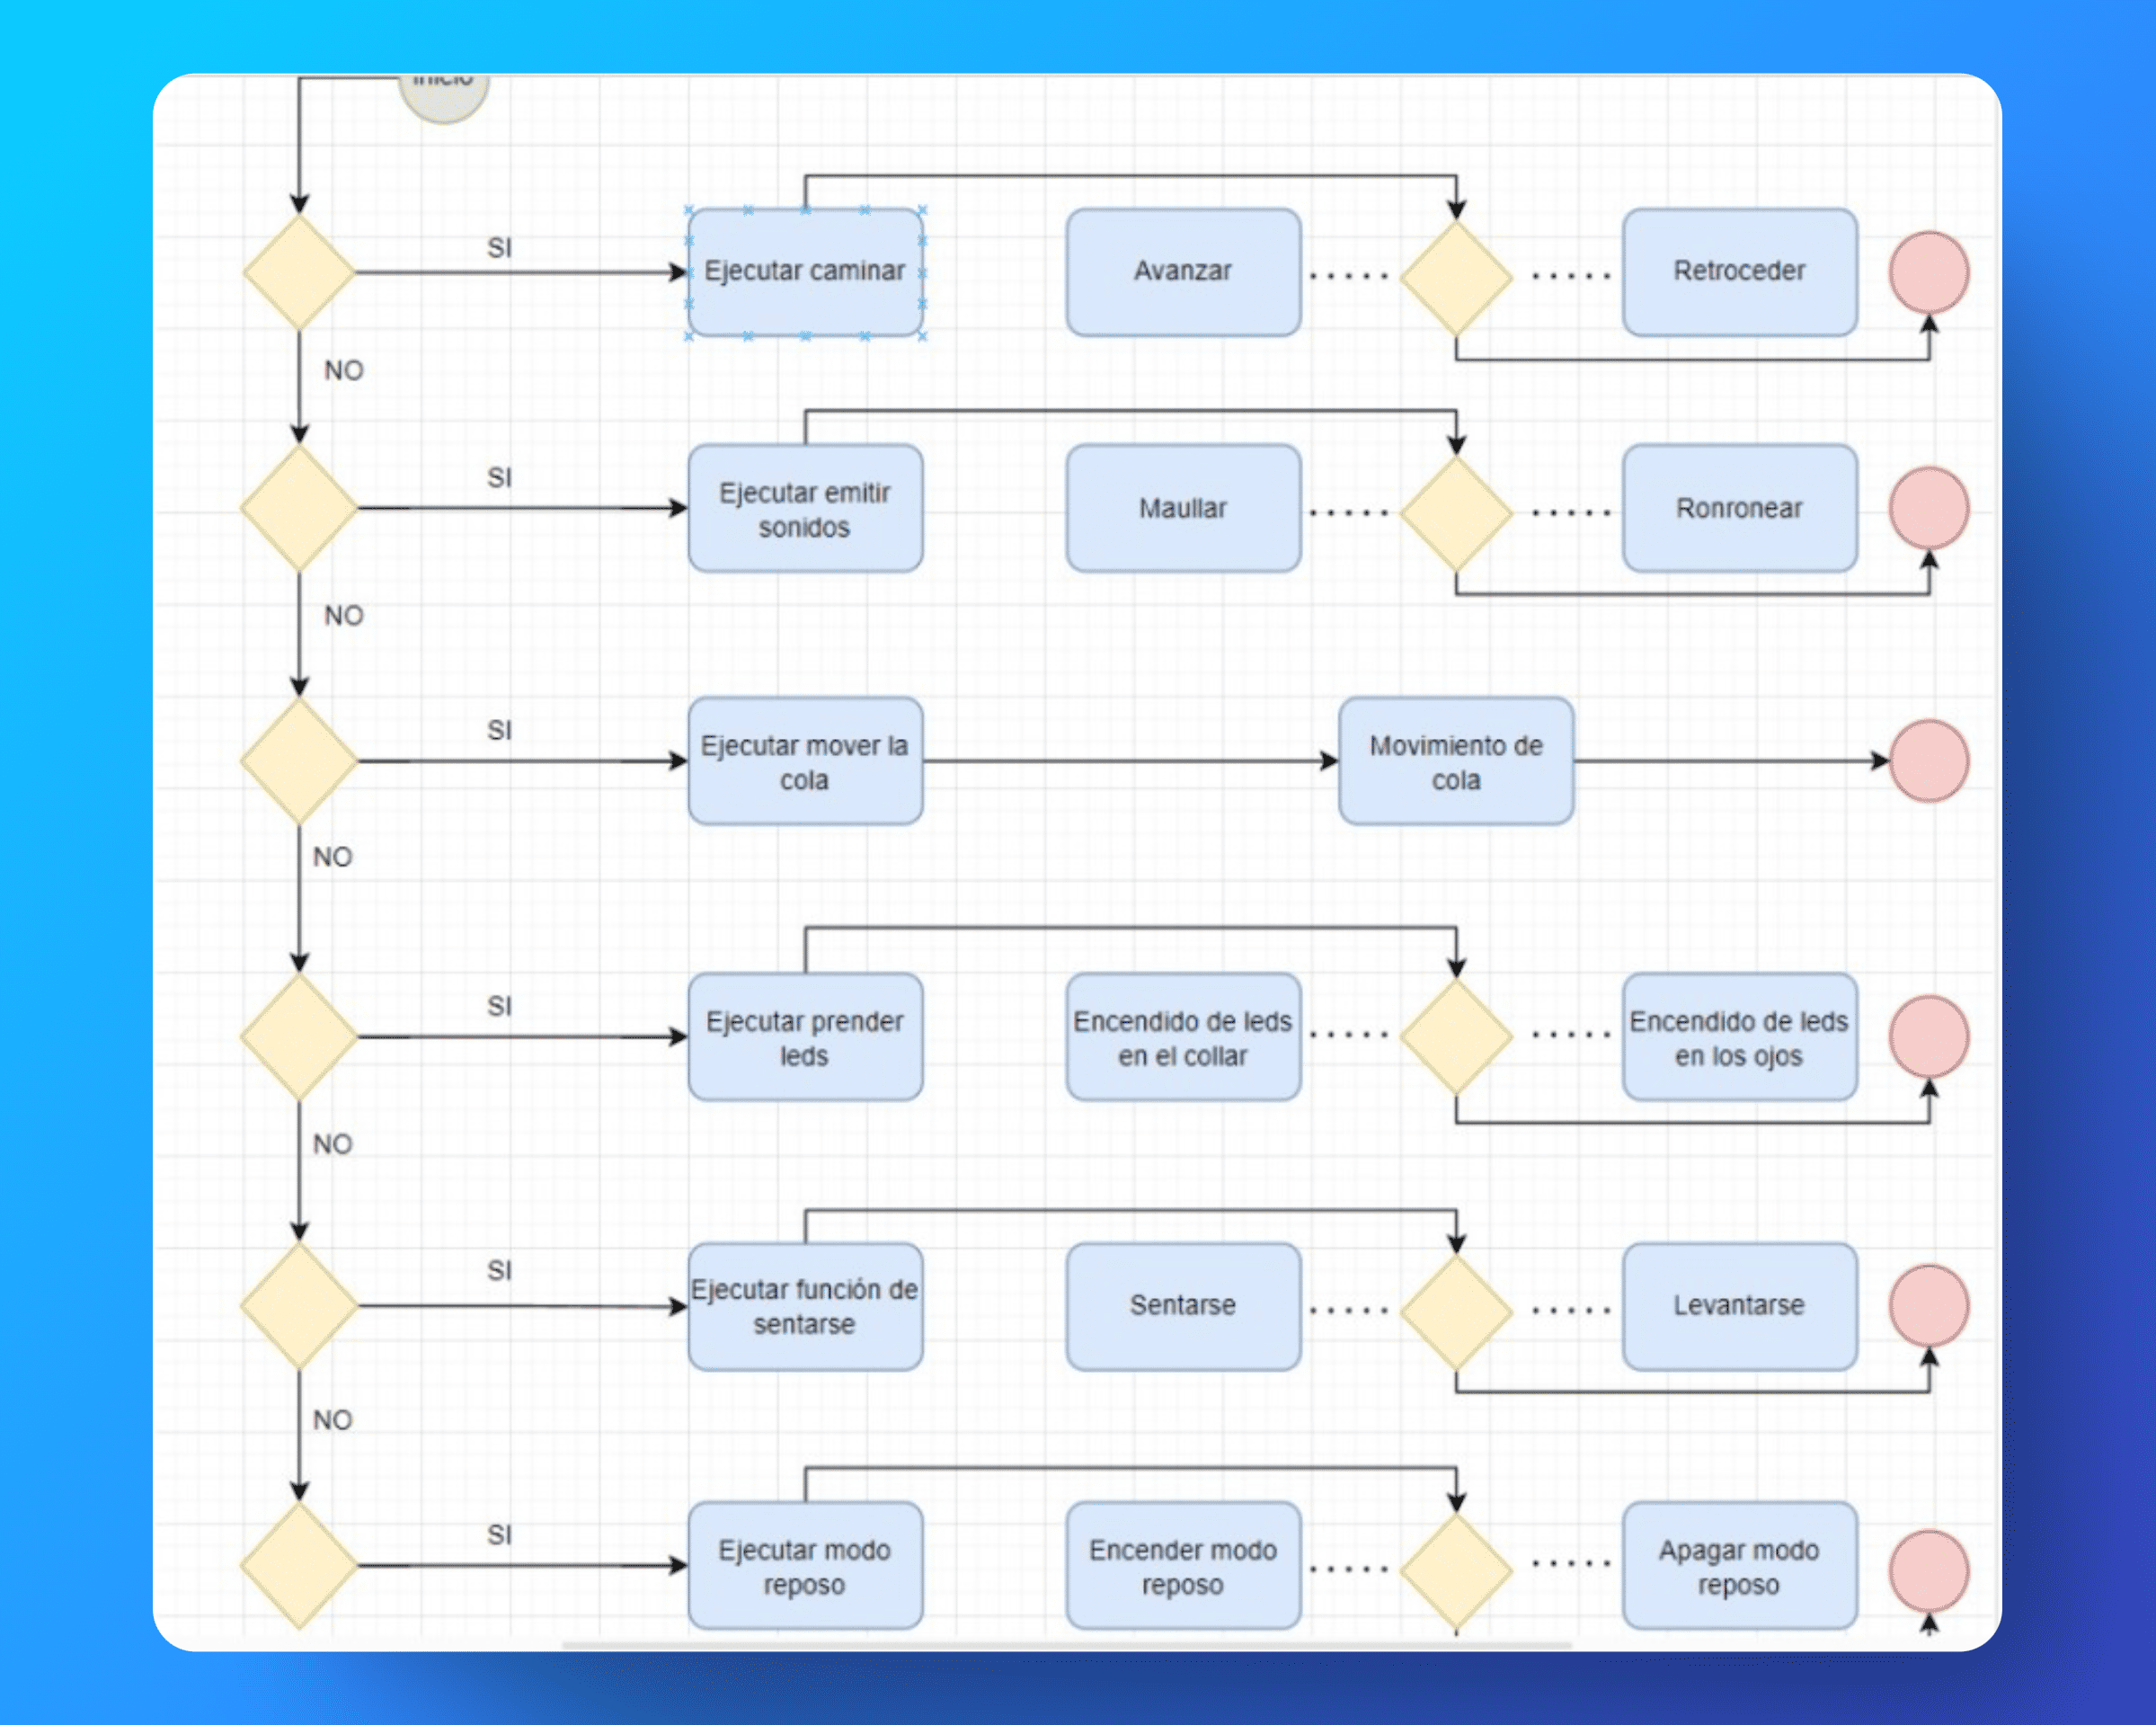 Inicio
SI
Ejecutar caminar
Avanzar
Retroceder
NO
SI
Ejecutar emitir
sonidos
Maullar
Ronronear
NO
SI
Ejecutar mover la
cola
Movimiento de
cola
NO
SI
Ejecutar prender
leds
Encendido de leds
en el collar
Encendido de leds
en los ojos
NO
SI
Ejecutar función de
sentarse
Sentarse
Levantarse
NO
SI
Ejecutar modo
reposo
Encender modo
reposo
Apagar modo
reposo